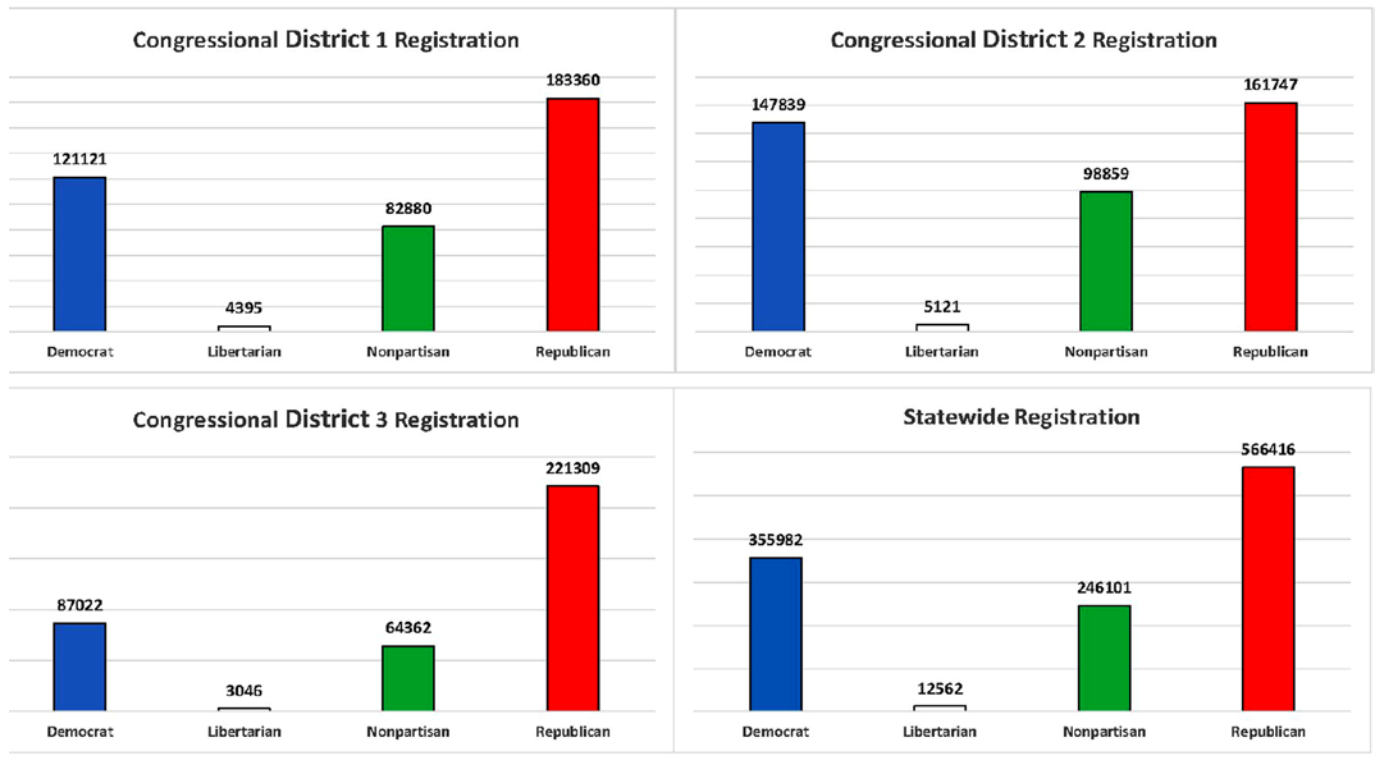 Congressional District 1 Registration
183360
121121
82880
4395
Democrat Libertarian Nonpartisan Republican
Congressional District 2 Registration
161747
147839
98859
5121
Democrat Libertarian Nonpartisan Republican
Congressional District 3 Registration
221309
87022
64362
3046
Democrat Libertarian Nonpartisan Republican
Statewide Registration
566416
355982
246101
12562
Democrat Libertarian Nonpartisan Republican